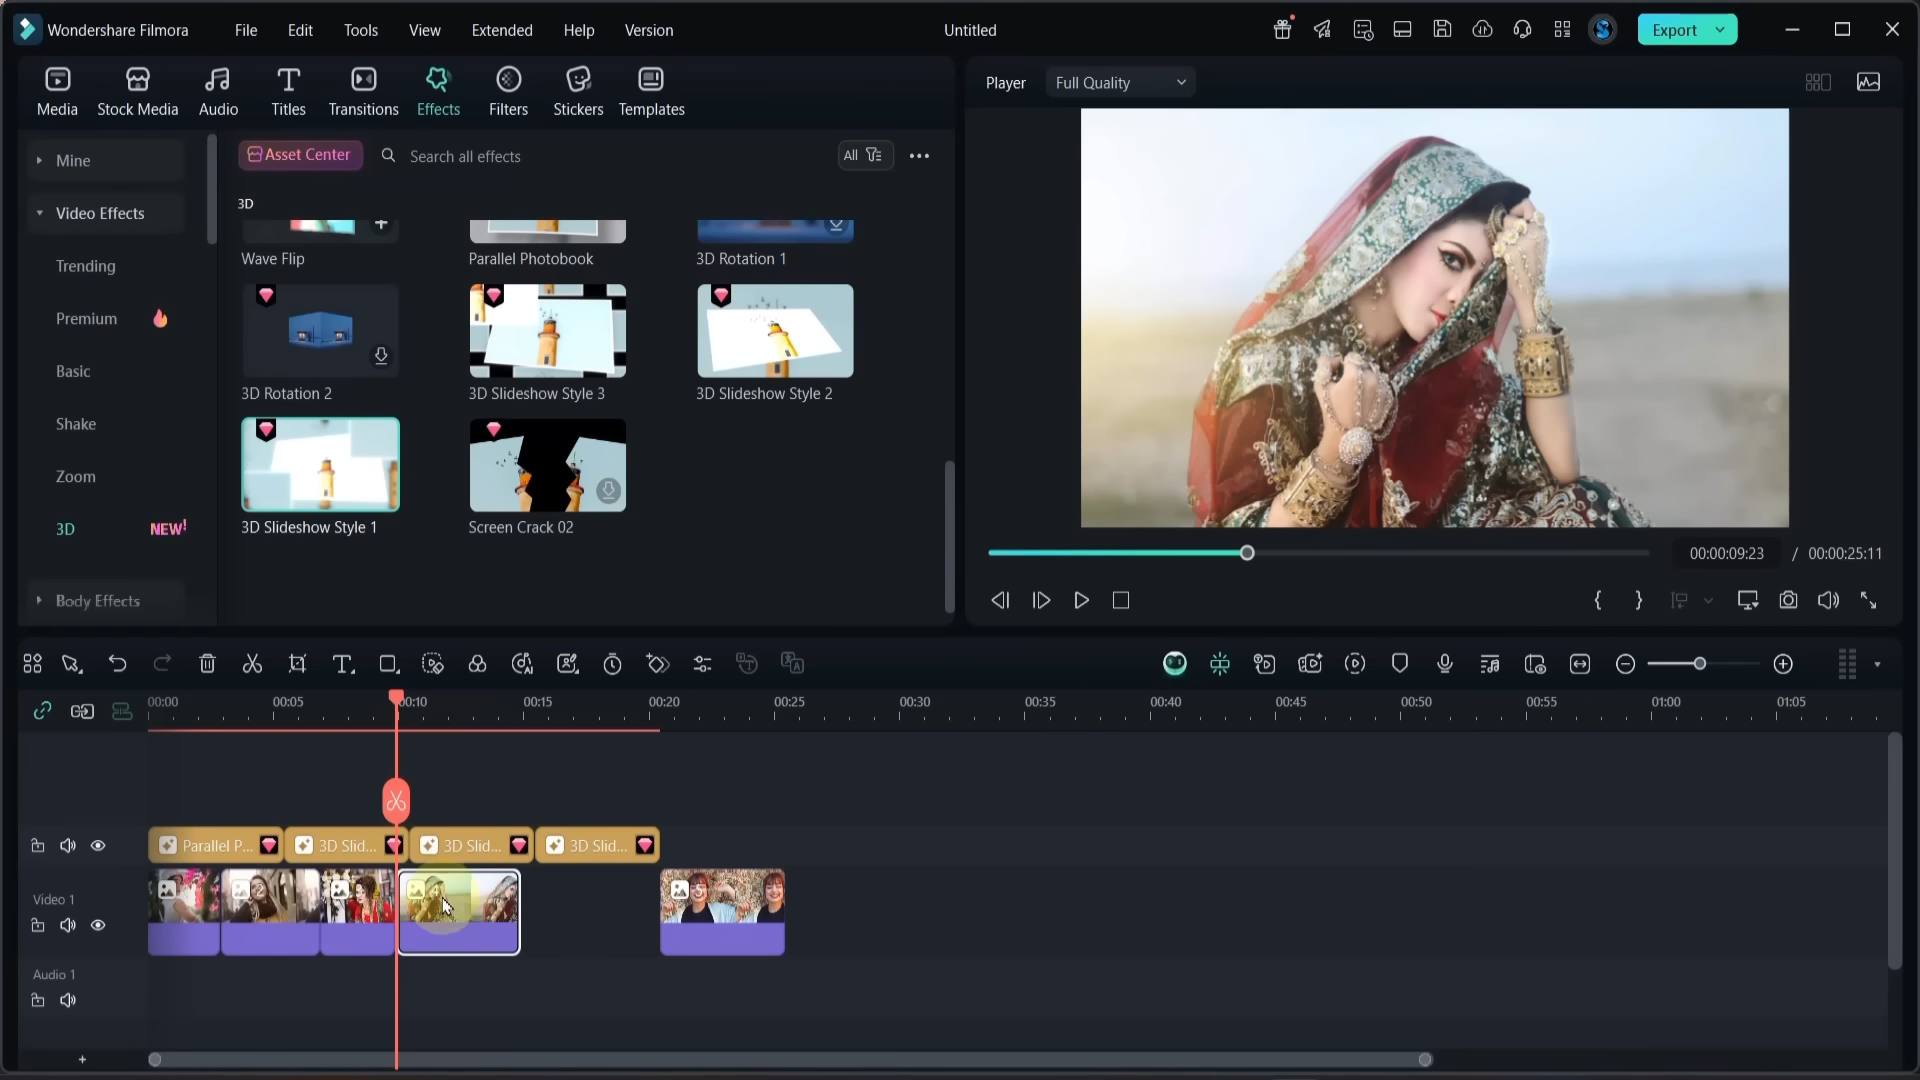 Wondershare Filmora File Edit Tools View Extended Help Version Untitled Export
Media Stock Media Audio Titles Transitions Effects Filters Stickers Templates
Player Full Quality
Mine
Video Effects
Trending
Premium
Basic
Shake
Zoom
3D NEW!
Body Effects
Asset Center Search all effects All
3D
Wave Flip Parallel Photobook 3D Rotation 1
3D Rotation 2 3D Slideshow Style 3 3D Slideshow Style 2
3D Slideshow Style 1 Screen Crack 02
00:00:09:23 / 00:00:25:11
00:00 00:05 00:10 00:15 00:20 00:25 00:30 00:35 00:40 00:45 00:50 00:55 01:00 01:05
Parallel P... 3D Slid... 3D Slid... 3D Slid...
Video 1
2 4
Audio 1